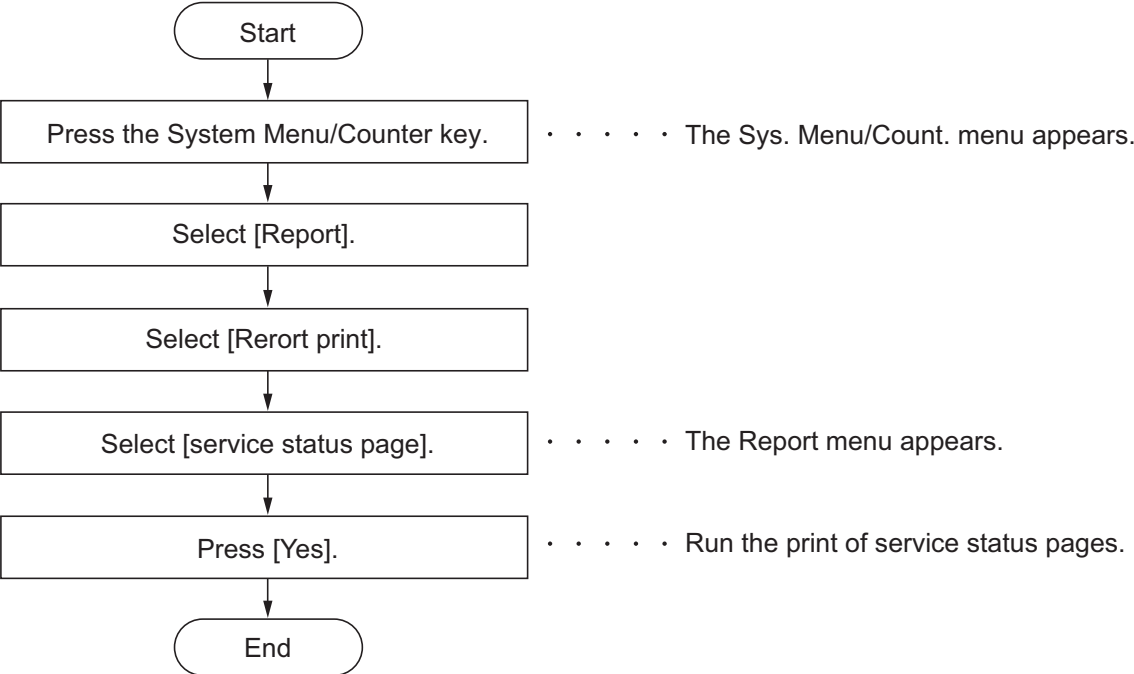 Start
Press the System Menu/Counter key. · · · · · The Sys. Menu/Count. menu appears.
Select [Report].
Select [Rerort print].
Select [service status page]. · · · · · The Report menu appears.
Press [Yes]. · · · · · Run the print of service status pages.
End